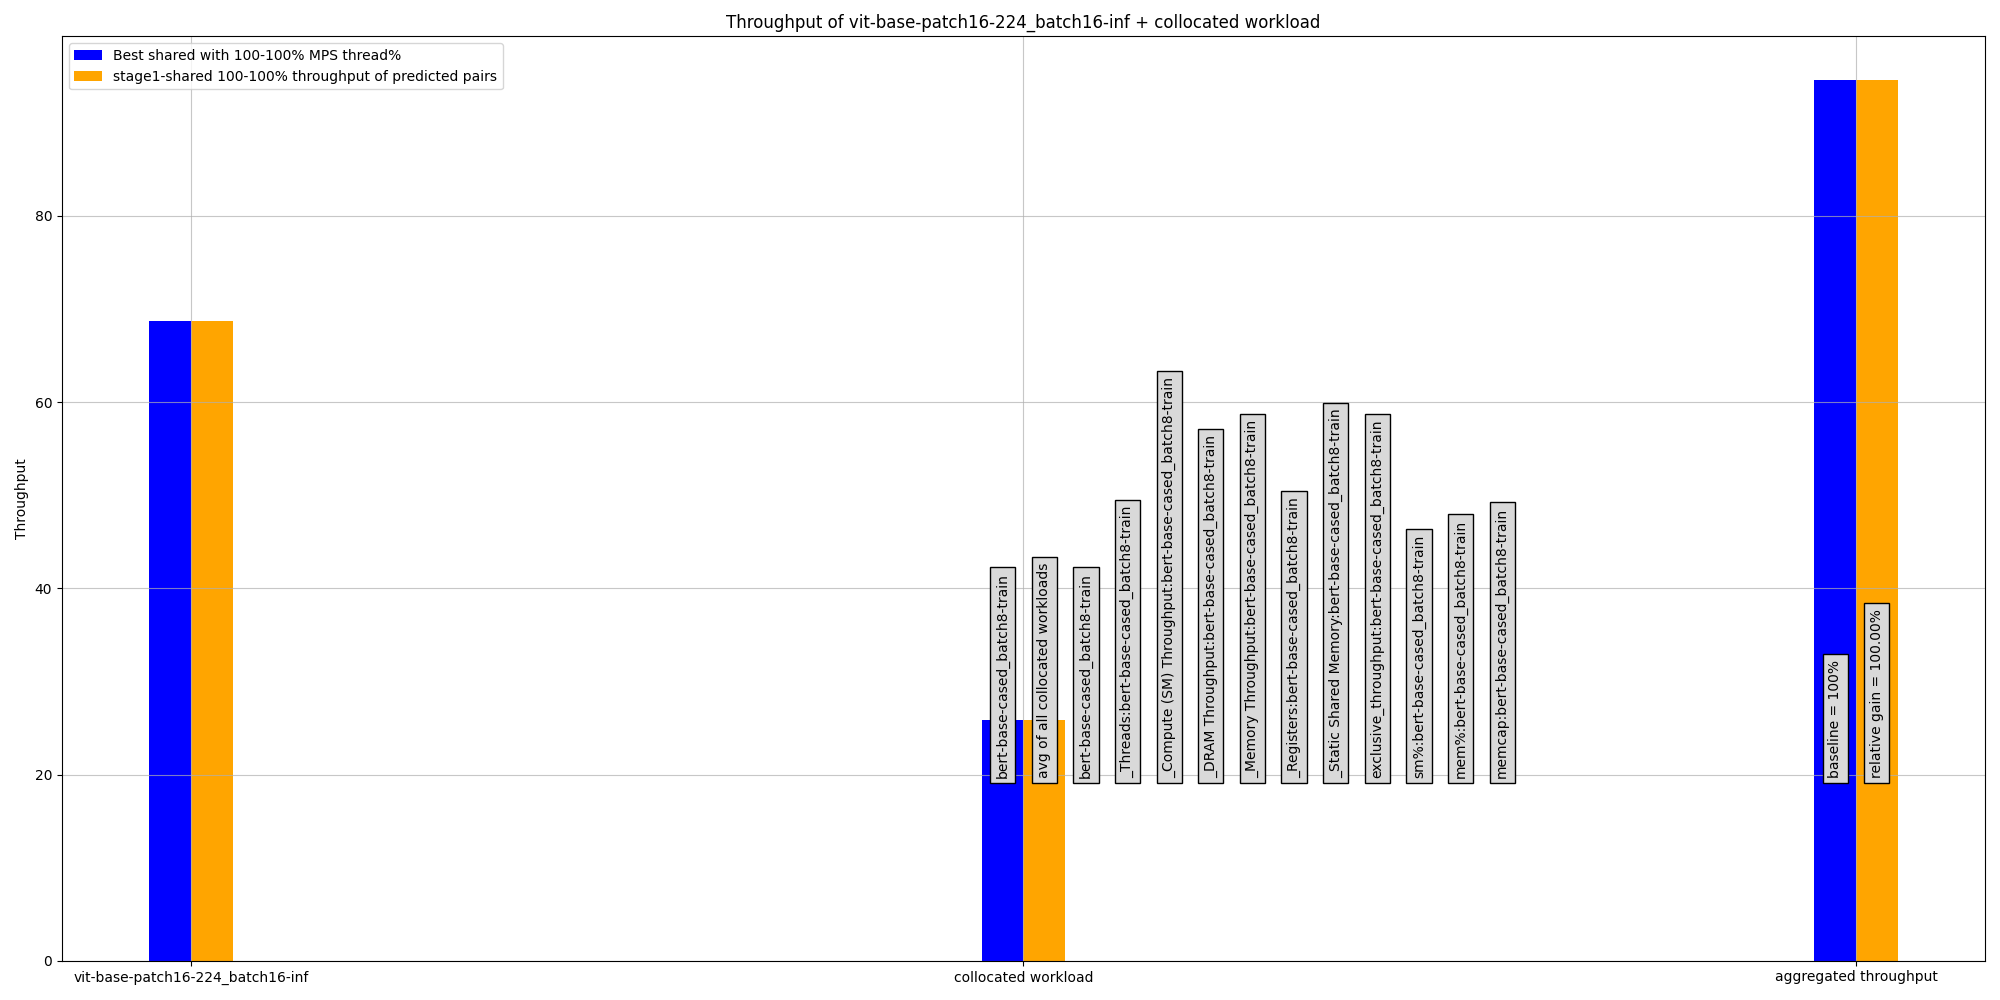 Throughput of vit-base-patch16-224_batch16-inf + collocated workload
Best shared with 100-100% MPS thread%
stage1-shared 100-100% throughput of predicted pairs
Throughput
80
60
40
20
0
bert-base-cased_batch8-train
avg of all collocated workloads
bert-base-cased_batch8-train
_Threads:bert-base-cased_batch8-train
_Compute (SM) Throughput:bert-base-cased_batch8-train
_DRAM Throughput:bert-base-cased_batch8-train
_Memory Throughput:bert-base-cased_batch8-train
_Registers:bert-base-cased_batch8-train
_Static Shared Memory:bert-base-cased_batch8-train
exclusive_throughput:bert-base-cased_batch8-train
sm%:bert-base-cased_batch8-train
mem%:bert-base-cased_batch8-train
memcap:bert-base-cased_batch8-train
baseline = 100%
relative gain = 100.00%
vit-base-patch16-224_batch16-inf
collocated workload
aggregated throughput